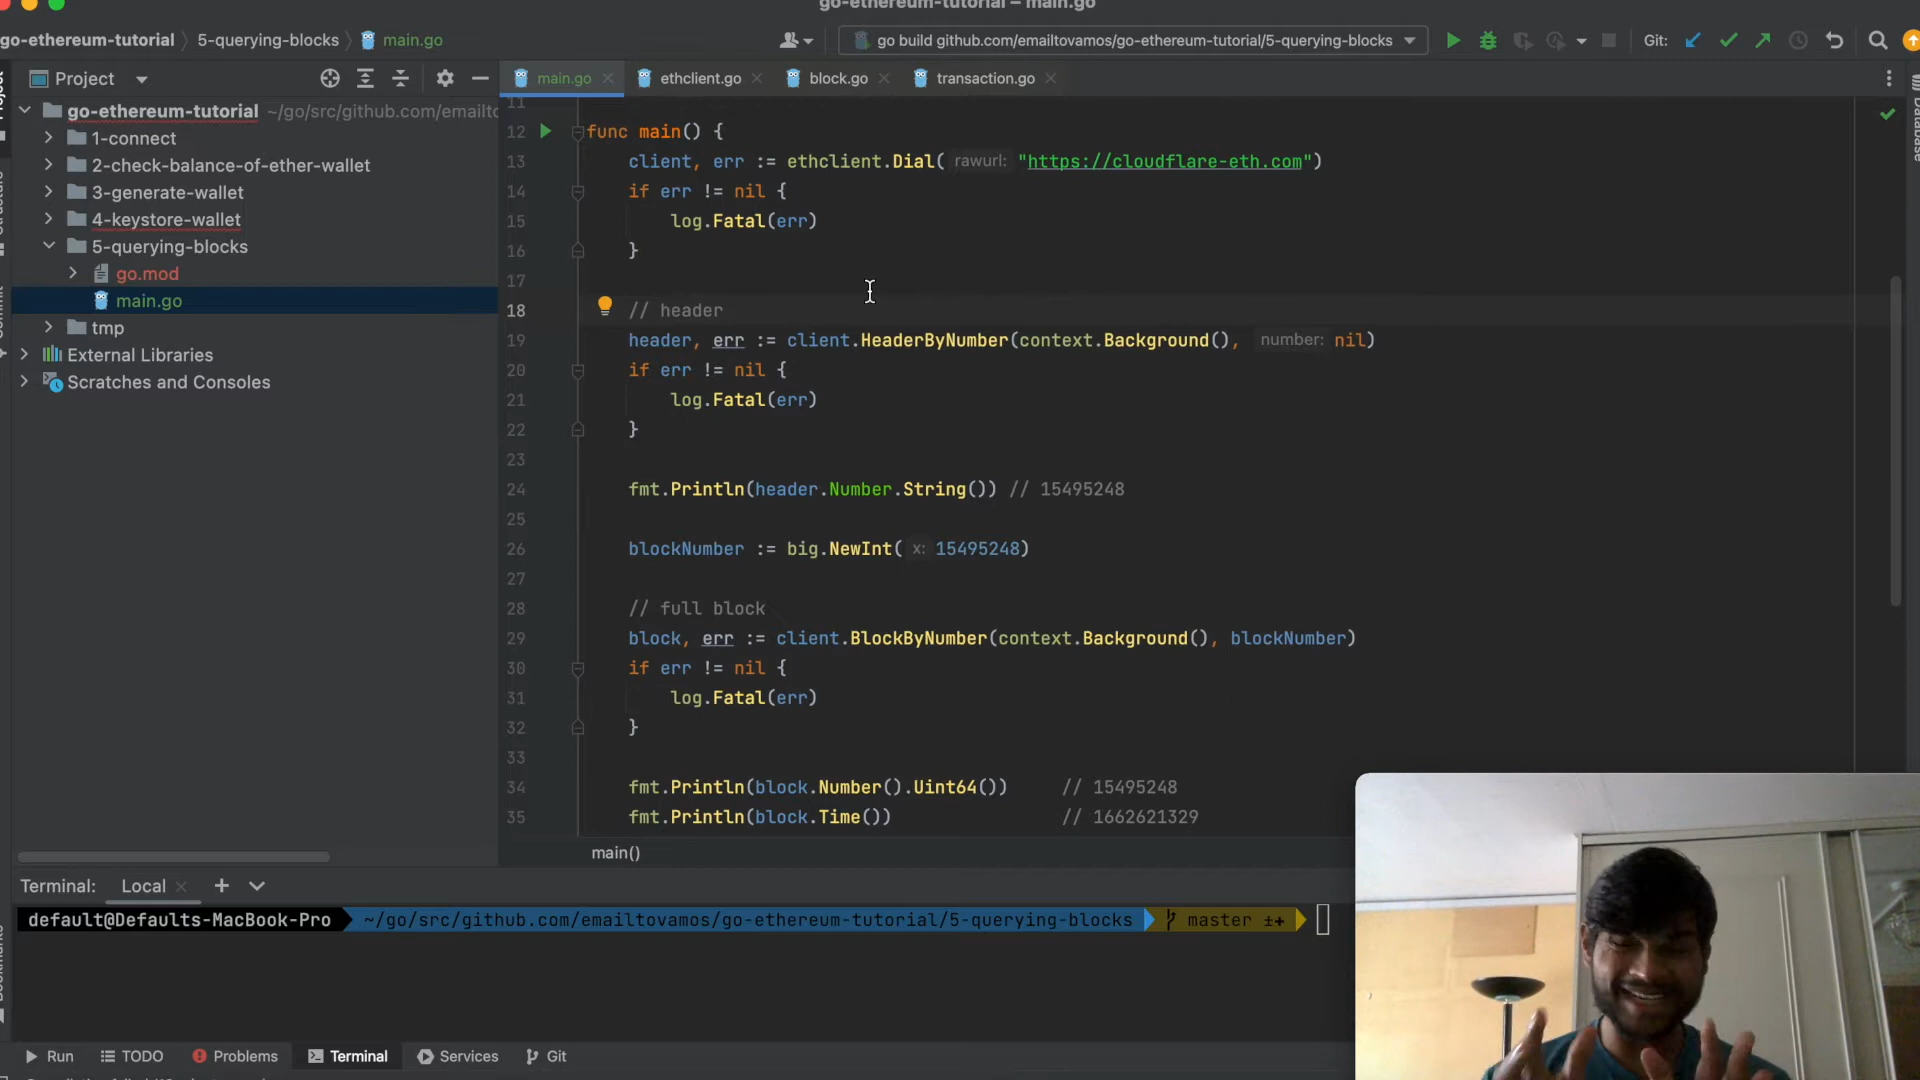 go-ethereum-tutorial – main.go
go-ethereum-tutorial 5-querying-blocks main.go
go build github.com/emailtovamos/go-ethereum-tutorial/5-querying-blocks
Git:
Project
main.go
ethclient.go
block.go
transaction.go
go-ethereum-tutorial ~/go/src/github.com/emailto
1-connect
2-check-balance-of-ether-wallet
3-generate-wallet
4-keystore-wallet
5-querying-blocks
go.mod
main.go
tmp
External Libraries
Scratches and Consoles
11
12 func main() {
13 client, err := ethclient.Dial( rawurl: "https://cloudflare-eth.com")
14 if err != nil {
15 log.Fatal(err)
16 }
17
18 // header
19 header, err := client.HeaderByNumber(context.Background(), number: nil)
20 if err != nil {
21 log.Fatal(err)
22 }
23
24 fmt.Println(header.Number.String()) // 15495248
25
26 blockNumber := big.NewInt( x: 15495248)
27
28 // full block
29 block, err := client.BlockByNumber(context.Background(), blockNumber)
30 if err != nil {
31 log.Fatal(err)
32 }
33
34 fmt.Println(block.Number().Uint64()) // 15495248
35 fmt.Println(block.Time()) // 1662621329
main()
Database
Terminal: Local
default@Defaults-MacBook-Pro ~/go/src/github.com/emailtovamos/go-ethereum-tutorial/5-querying-blocks master ±+
Run
TODO
Problems
Terminal
Services
Git